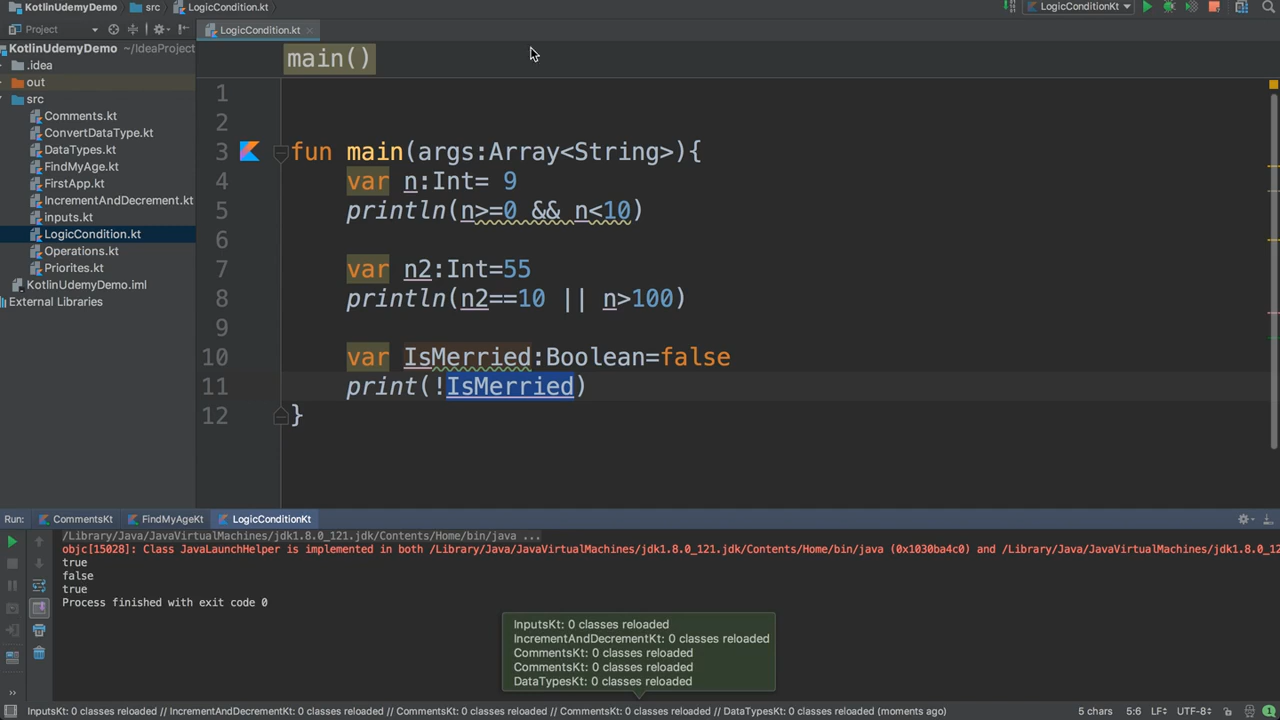 KotlinUdemyDemo src LogicCondition.kt LogicConditionKt
Project LogicCondition.kt
KotlinUdemyDemo ~/IdeaProject
.idea
out
src
Comments.kt
ConvertDataType.kt
DataTypes.kt
FindMyAge.kt
FirstApp.kt
IncrementAndDecrement.kt
inputs.kt
LogicCondition.kt
Operations.kt
Priorites.kt
KotlinUdemyDemo.iml
External Libraries
main()
1
2
3 fun main(args:Array<String>){
4 var n:Int= 9
5 println(n>=0 && n<10)
6
7 var n2:Int=55
8 println(n2==10 || n>100)
9
10 var IsMerried:Boolean=false
11 print(!IsMerried)
12 }
Run: CommentsKt FindMyAgeKt LogicConditionKt
/Library/Java/JavaVirtualMachines/jdk1.8.0_121.jdk/Contents/Home/bin/java ...
objc[15028]: Class JavaLaunchHelper is implemented in both /Library/Java/JavaVirtualMachines/jdk1.8.0_121.jdk/Contents/Home/bin/java (0x1030ba4c0) and /Library/Java/JavaVirtualMachines/jdk1.8.0_12
true
false
true
Process finished with exit code 0
InputsKt: 0 classes reloaded
IncrementAndDecrementKt: 0 classes reloaded
CommentsKt: 0 classes reloaded
CommentsKt: 0 classes reloaded
DataTypesKt: 0 classes reloaded
InputsKt: 0 classes reloaded // IncrementAndDecrementKt: 0 classes reloaded // CommentsKt: 0 classes reloaded // CommentsKt: 0 classes reloaded // DataTypesKt: 0 classes reloaded (moments ago) 5 chars 5:6 LF UTF-8 1